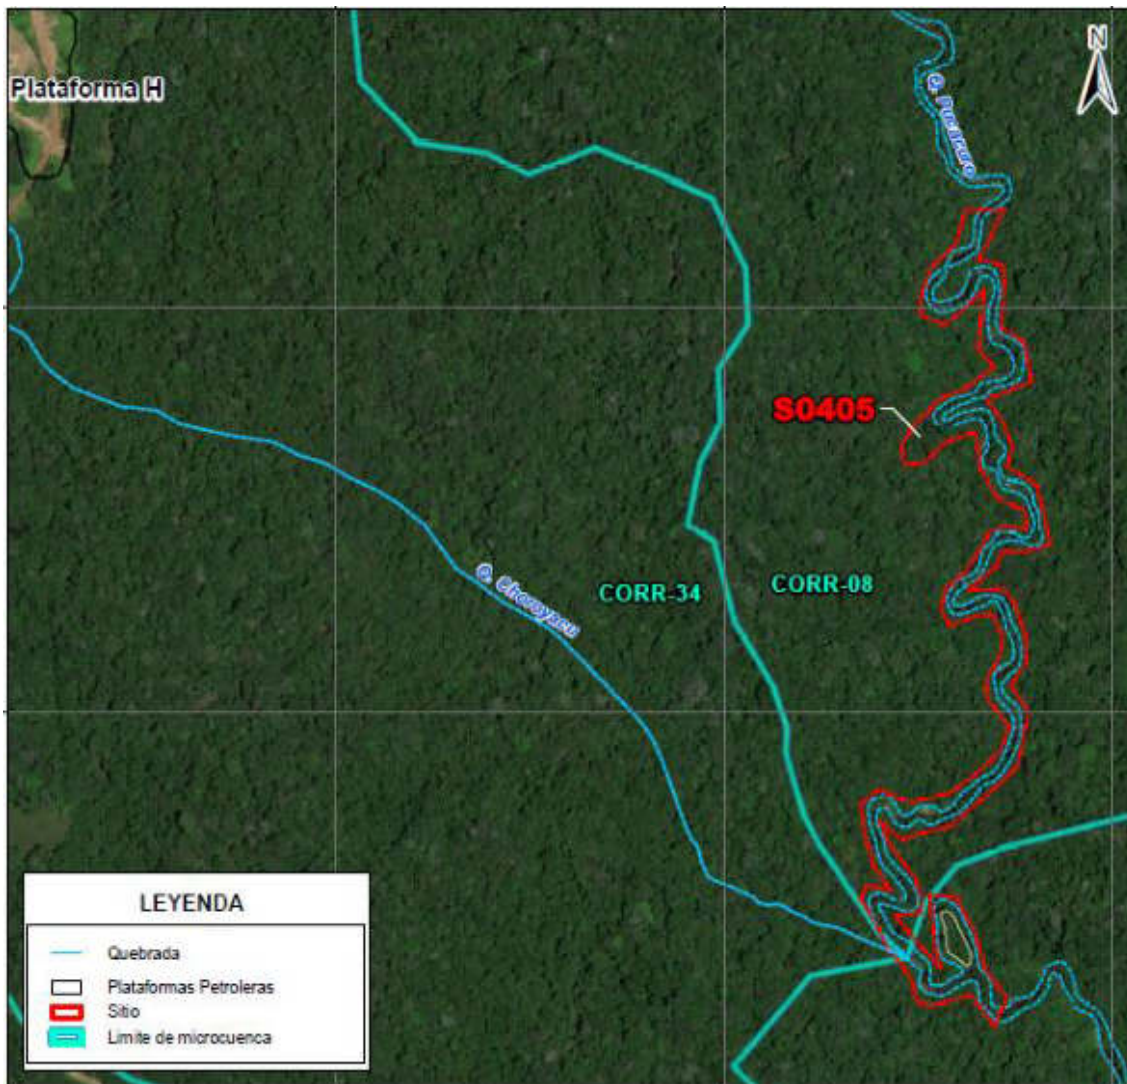 N
Plataforma H
S0405
CORR-34
CORR-08
LEYENDA
Quebrada
Plataformas Petroleras
Sitio
Limite de microcuenca